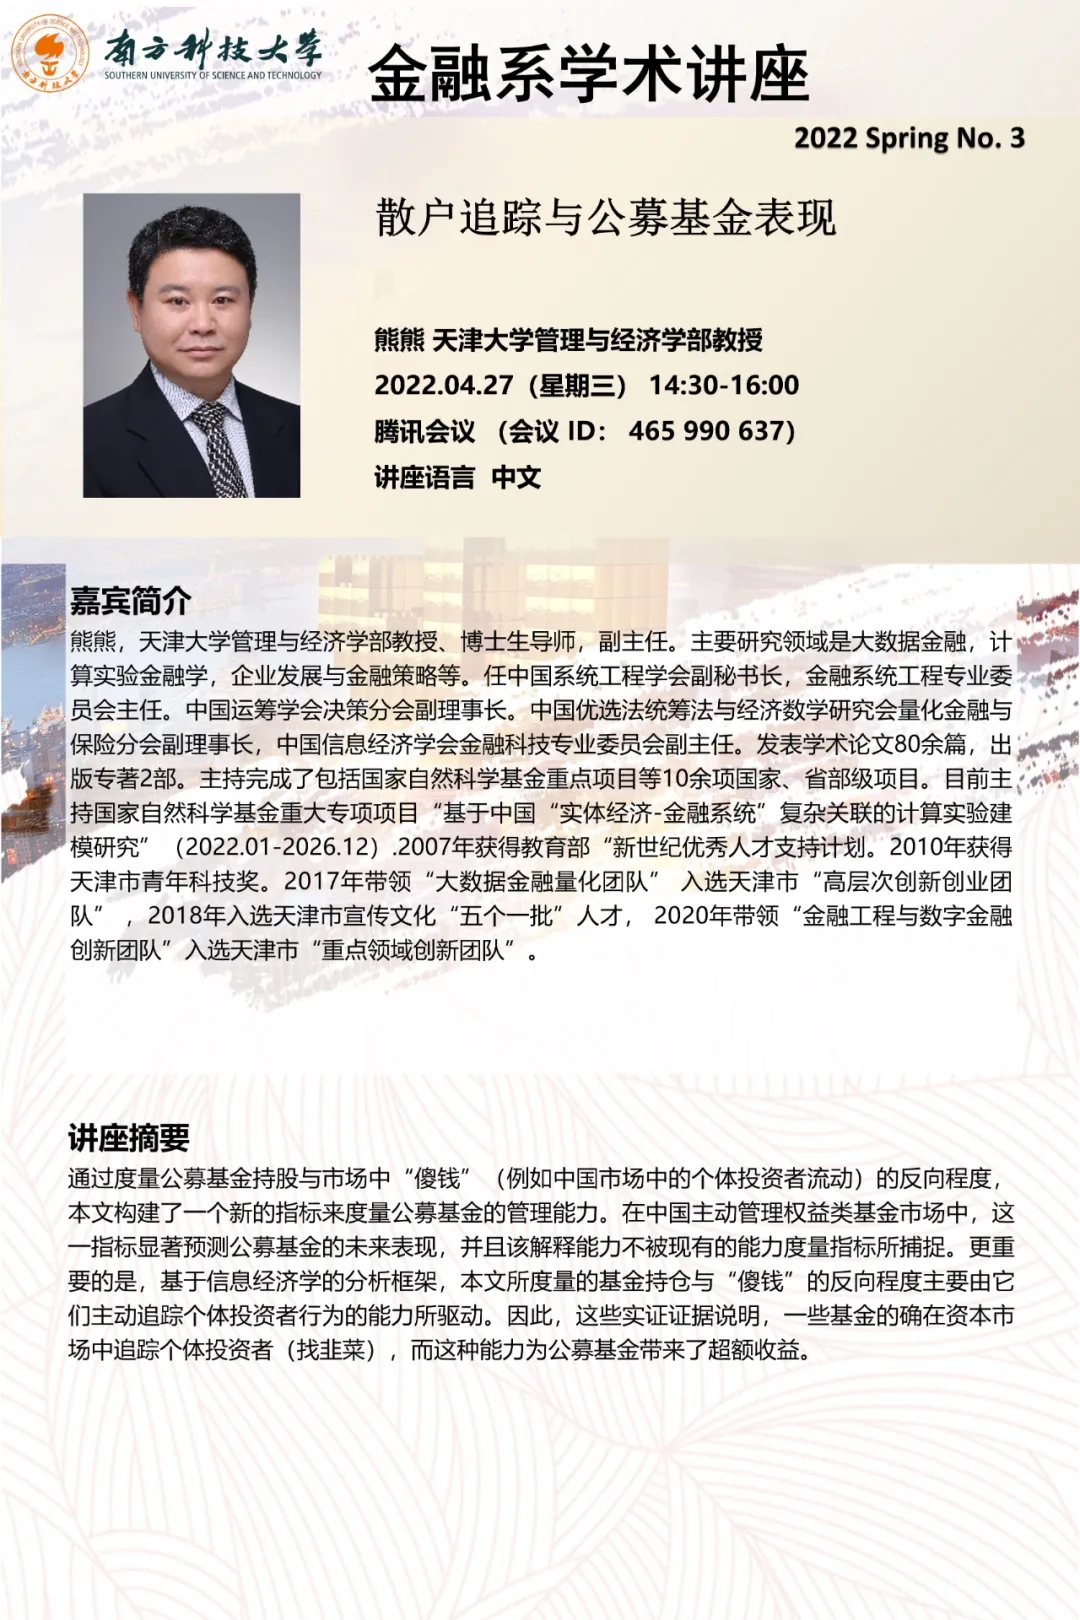 南方科技大学
SOUTHERN UNIVERSITY OF SCIENCE AND TECHNOLOGY
金融系学术讲座
2022 Spring No. 3
散户追踪与公募基金表现
熊熊 天津大学管理与经济学部教授
2022.04.27（星期三） 14:30-16:00
腾讯会议 （会议 ID： 465 990 637）
讲座语言 中文
嘉宾简介
熊熊，天津大学管理与经济学部教授、博士生导师，副主任。主要研究领域是大数据金融，计
算实验金融学，企业发展与金融策略等。任中国系统工程学会副秘书长，金融系统工程专业委
员会主任。中国运筹学会决策分会副理事长。中国优选法统筹法与经济数学研究会量化金融与
保险分会副理事长，中国信息经济学会金融科技专业委员会副主任。发表学术论文80余篇，出
版专著2部。主持完成了包括国家自然科学基金重点项目等10余项国家、省部级项目。目前主
持国家自然科学基金重大专项项目“基于中国“实体经济-金融系统”复杂关联的计算实验建
模研究”（2022.01-2026.12）.2007年获得教育部“新世纪优秀人才支持计划。2010年获得
天津市青年科技奖。2017年带领“大数据金融量化团队” 入选天津市“高层次创新创业团
队” ，2018年入选天津市宣传文化“五个一批”人才， 2020年带领“金融工程与数字金融
创新团队”入选天津市“重点领域创新团队”。
讲座摘要
通过度量公募基金持股与市场中“傻钱”（例如中国市场中的个体投资者流动）的反向程度，
本文构建了一个新的指标来度量公募基金的管理能力。在中国主动管理权益类基金市场中，这
一指标显著预测公募基金的未来表现，并且该解释能力不被现有的能力度量指标所捕捉。更重
要的是，基于信息经济学的分析框架，本文所度量的基金持仓与“傻钱”的反向程度主要由它
们主动追踪个体投资者行为的能力所驱动。因此，这些实证证据说明，一些基金的确在资本市
场中追踪个体投资者（找韭菜），而这种能力为公募基金带来了超额收益。